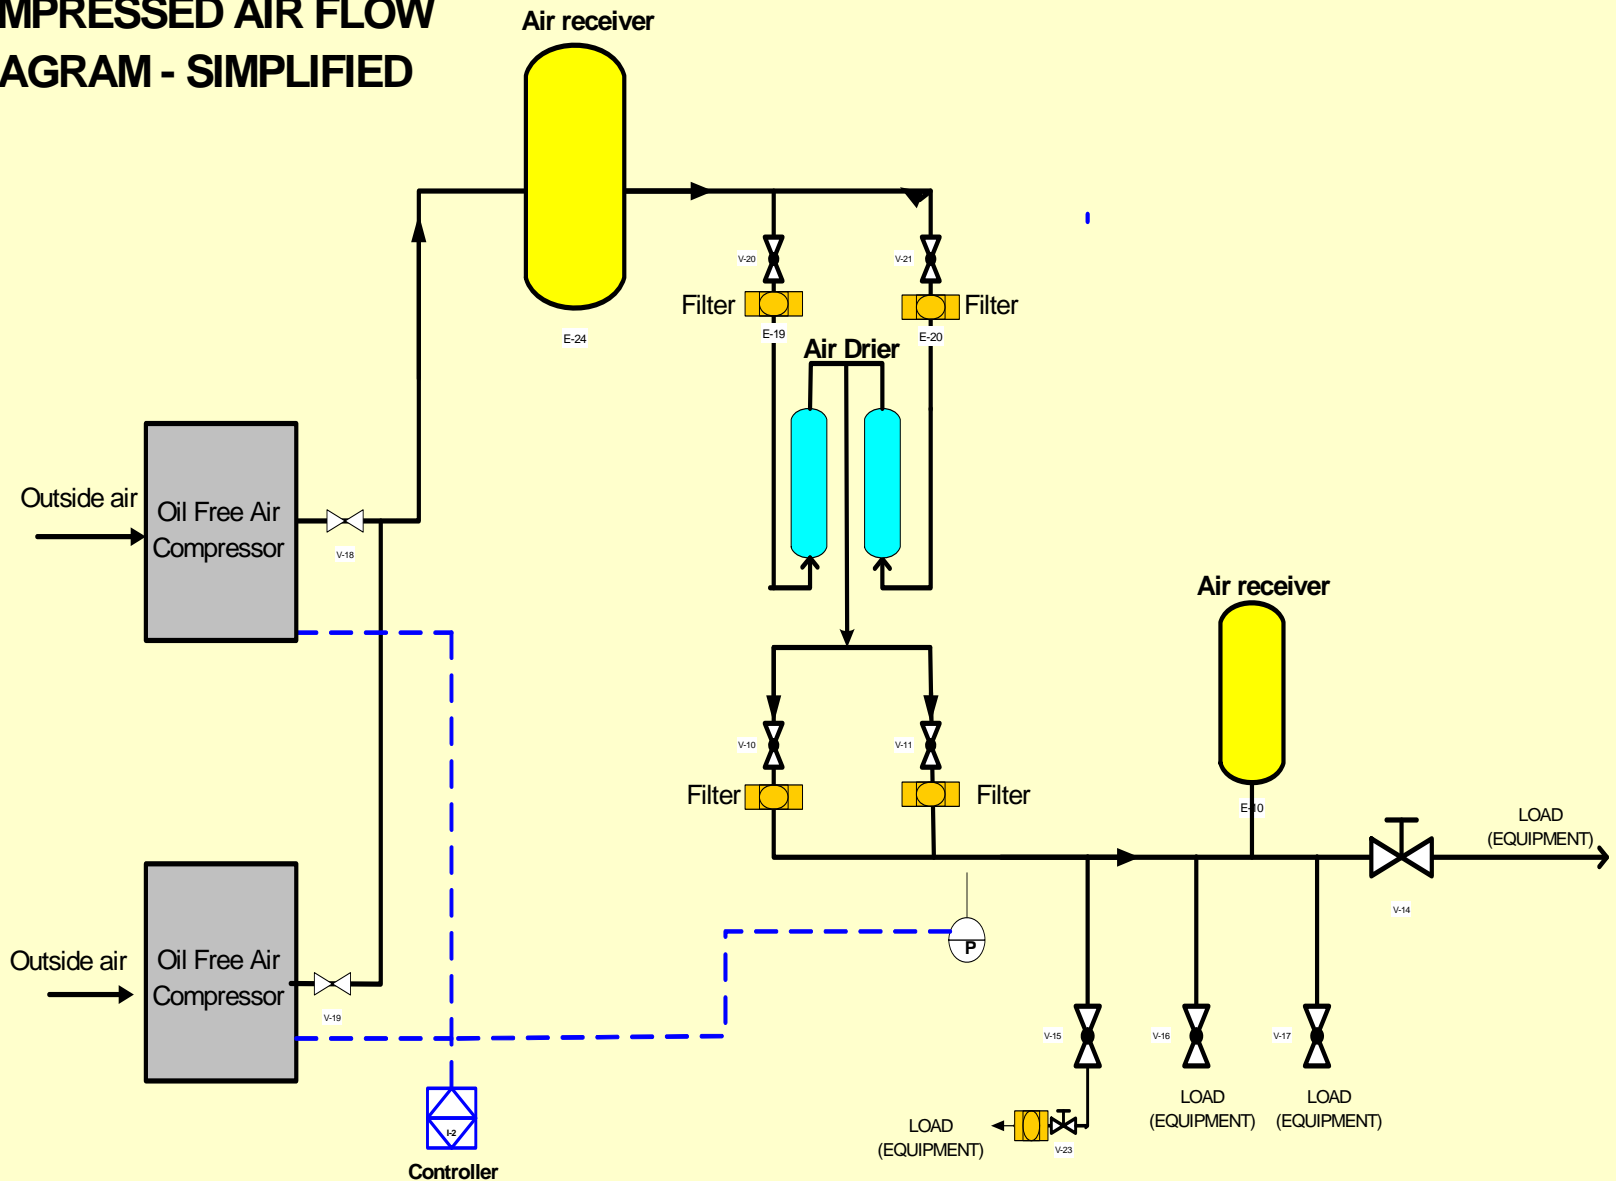 MPRESSED AIR FLOW
AGRAM - SIMPLIFIED
Air receiver
V-20
V-21
Filter
Filter
E-19
E-20
E-24
Air Drier
Outside air
Oil Free Air
Compressor
V-18
Air receiver
V-10
V-11
Filter
Filter
E-10
LOAD
(EQUIPMENT)
V-14
P
Outside air
Oil Free Air
Compressor
V-19
V-15
V-16
V-17
LOAD
(EQUIPMENT)
LOAD
(EQUIPMENT)
LOAD
(EQUIPMENT)
V-23
I-2
Controller